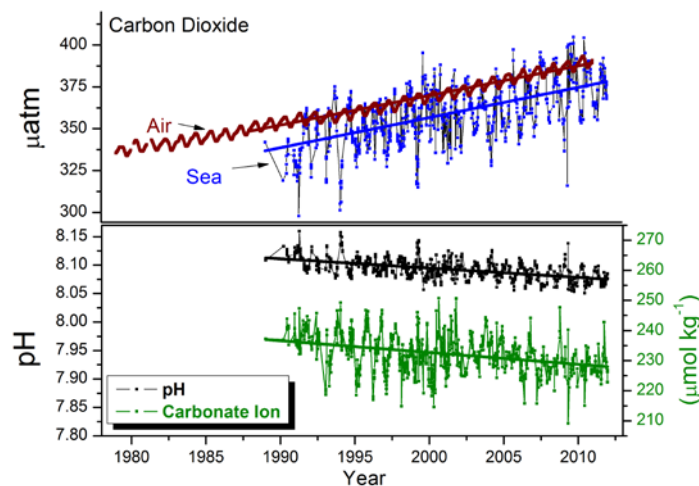 Carbon Dioxide
400
375
350
325
300
µatm
Air
Sea
8.15
8.10
8.05
8.00
7.95
7.90
7.85
7.80
pH
270
260
250
240
230
220
210
(µmol kg⁻¹)
pH
Carbonate Ion
1980 1985 1990 1995 2000 2005 2010
Year